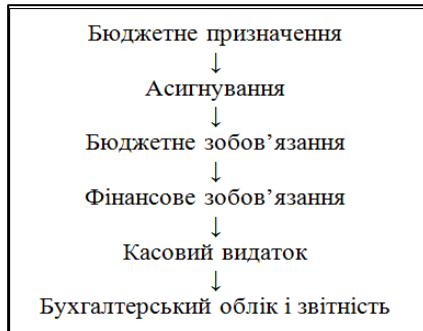 Бюджетне призначення
↓
Асигнування
↓
Бюджетне зобов’язання
↓
Фінансове зобов’язання
↓
Касовий видаток
↓
Бухгалтерський облік і звітність